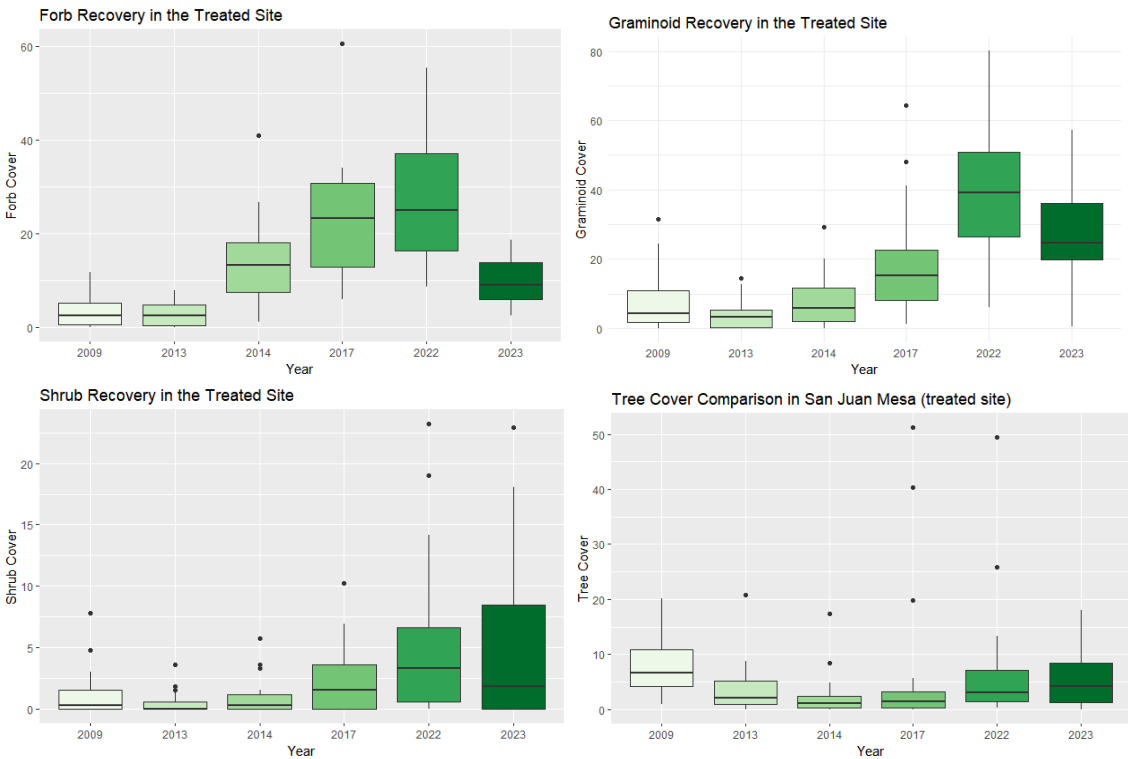 Forb Recovery in the Treated Site
60
40
20
0
Forb Cover
2009 2013 2014 2017 2022 2023
Year
Graminoid Recovery in the Treated Site
80
60
40
20
0
Graminoid Cover
2009 2013 2014 2017 2022 2023
Year
Shrub Recovery in the Treated Site
20
15
10
5
0
Shrub Cover
2009 2013 2014 2017 2022 2023
Year
Tree Cover Comparison in San Juan Mesa (treated site)
50
40
30
20
10
0
Tree Cover
2009 2013 2014 2017 2022 2023
Year